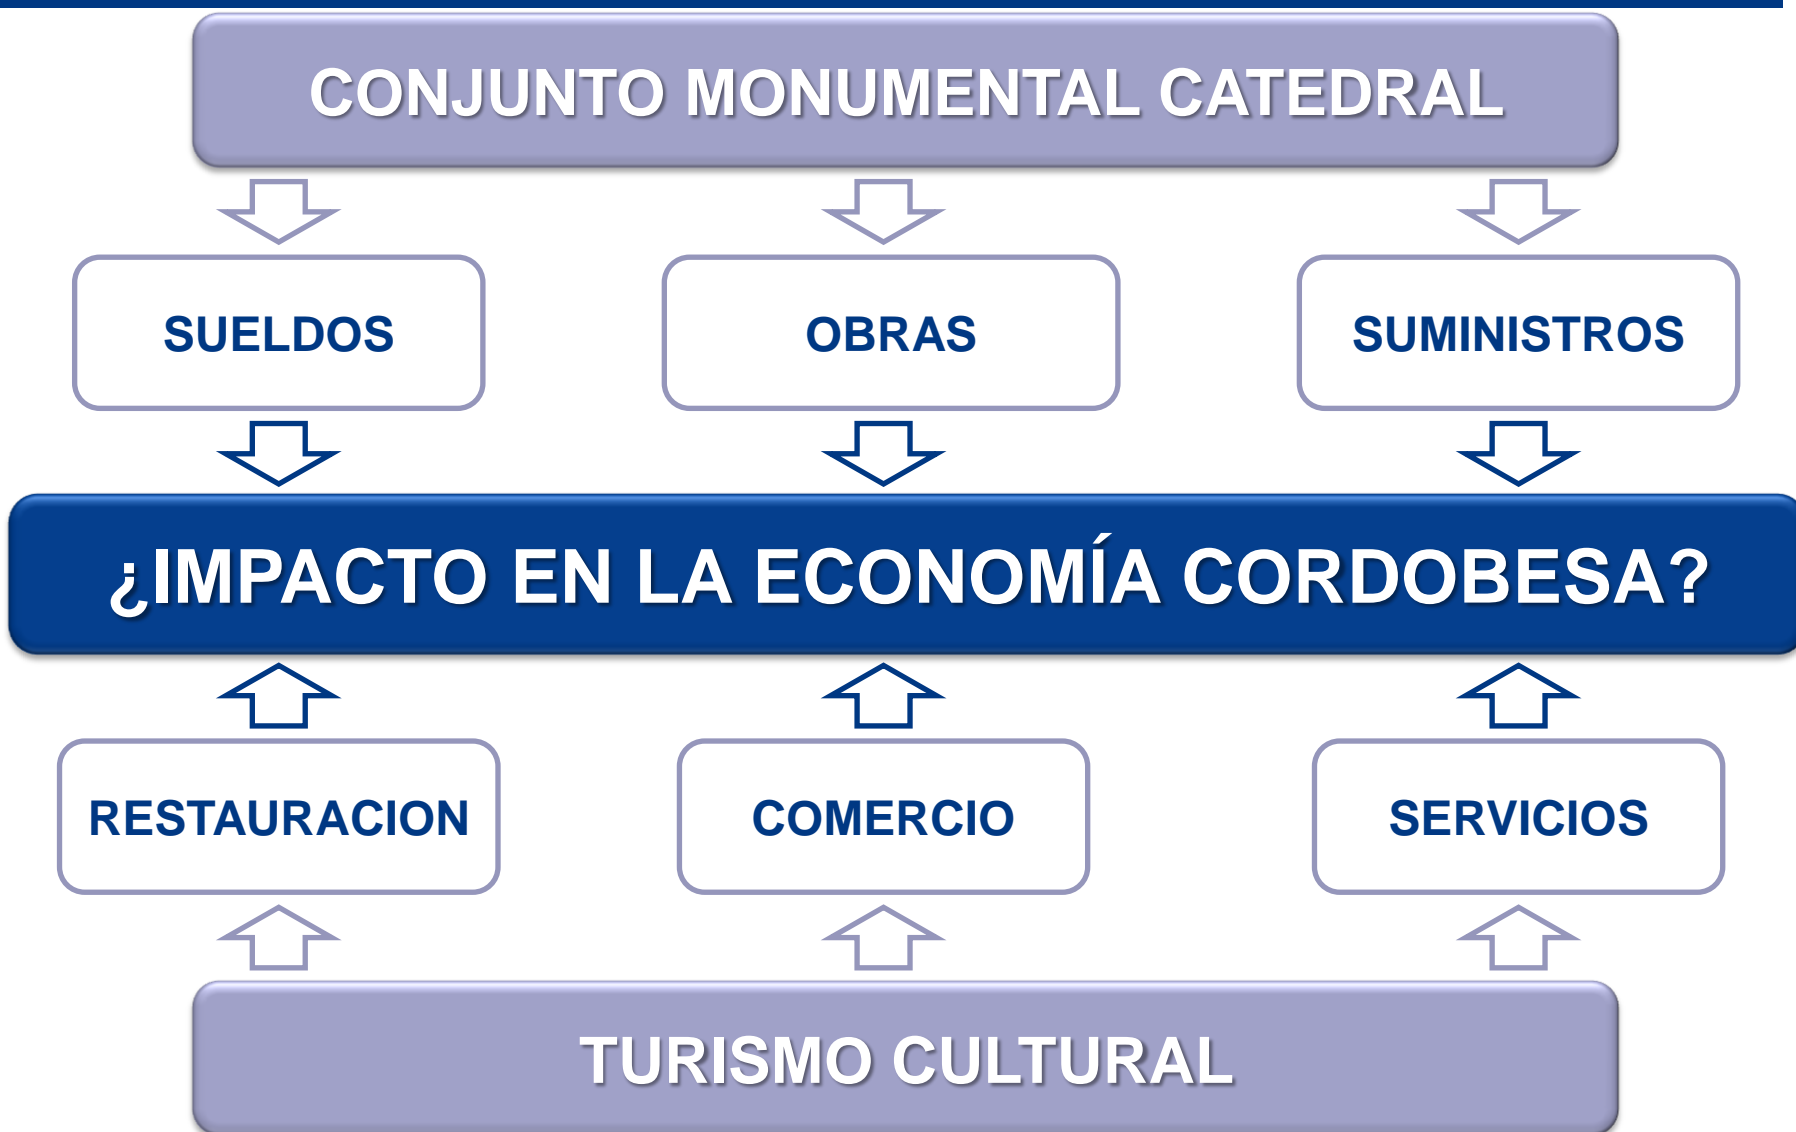 CONJUNTO MONUMENTAL CATEDRAL
SUELDOS
OBRAS
SUMINISTROS
¿IMPACTO EN LA ECONOMÍA CORDOBESA?
RESTAURACION
COMERCIO
SERVICIOS
TURISMO CULTURAL